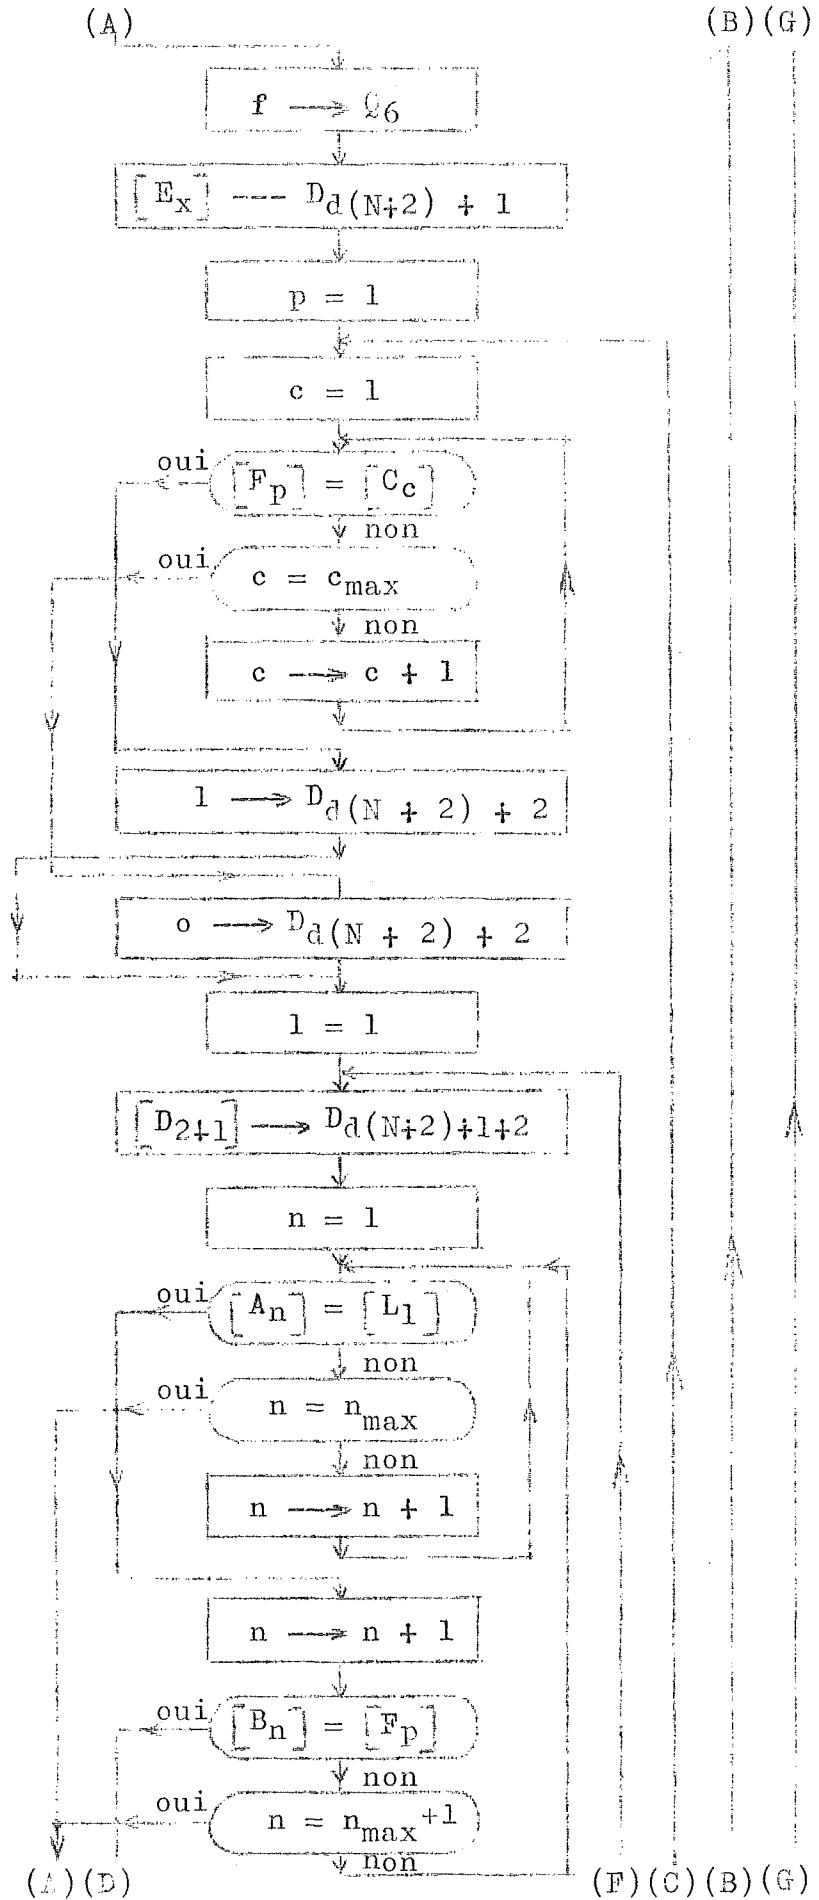 (A) (B) (G)
f → Q6
[Ex] --- Dd(N+2) + 1
p = 1
c = 1
oui [Fp] = [Cc]
non
oui c = cmax
non
c → c + 1
1 → Dd(N + 2) + 2
o → Dd(N + 2) + 2
l = 1
[D2+l] → Dd(N+2)+l+2
n = 1
oui [An] = [Ll]
non
oui n = nmax
non
n → n + 1
n → n + 1
oui [Bn] = [Fp]
non
oui n = nmax+1
non
(A) (D) (F) (C) (B) (G)